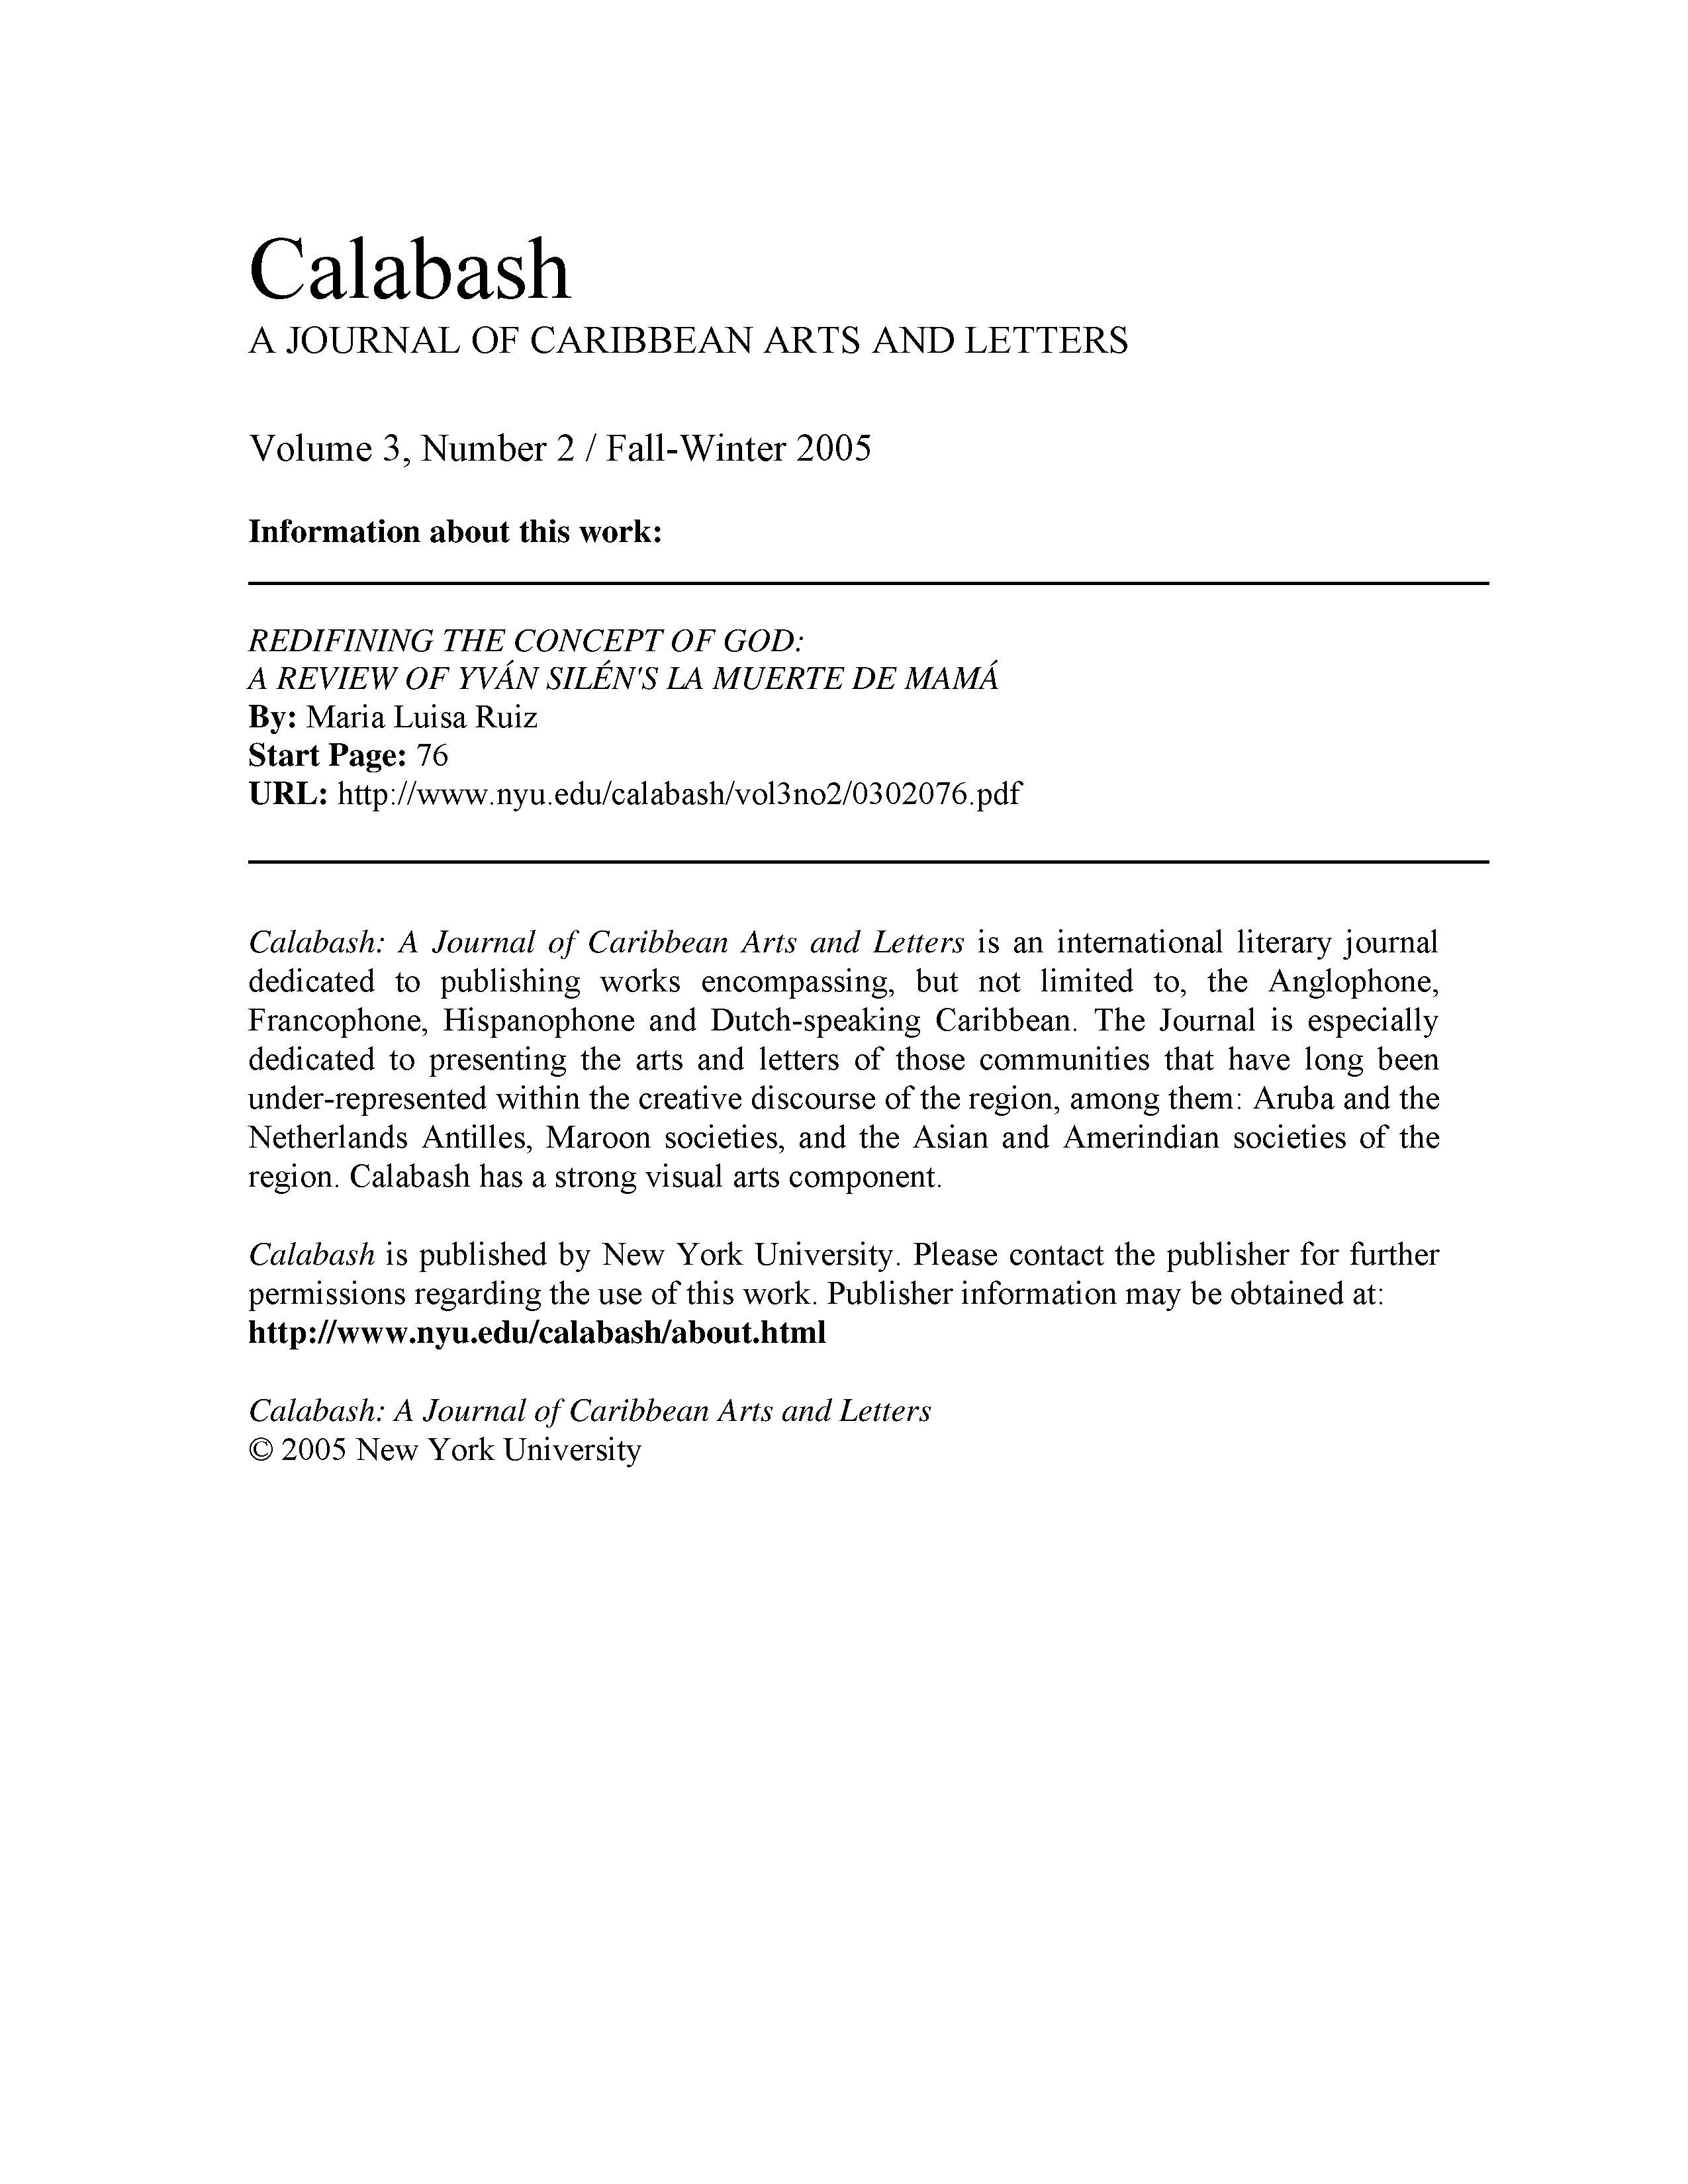 Calabash
A JOURNAL OF CARIBBEAN ARTS AND LETTERS
Volume 3, Number 2 / Fall-Winter 2005
Information about this work:
REDIFINING THE CONCEPT OF GOD:
A REVIEW OF YVÁN SILÉN'S LA MUERTE DE MAMÁ
By: Maria Luisa Ruiz
Start Page: 76
URL: http://www.nyu.edu/calabash/vol3no2/0302076.pdf
Calabash: A Journal of Caribbean Arts and Letters is an international literary journal
dedicated to publishing works encompassing, but not limited to, the Anglophone,
Francophone, Hispanophone and Dutch-speaking Caribbean. The Journal is especially
dedicated to presenting the arts and letters of those communities that have long been
under-represented within the creative discourse of the region, among them: Aruba and the
Netherlands Antilles, Maroon societies, and the Asian and Amerindian societies of the
region. Calabash has a strong visual arts component.
Calabash is published by New York University. Please contact the publisher for further
permissions regarding the use of this work. Publisher information may be obtained at:
http://www.nyu.edu/calabash/about.html
Calabash: A Journal of Caribbean Arts and Letters
© 2005 New York University